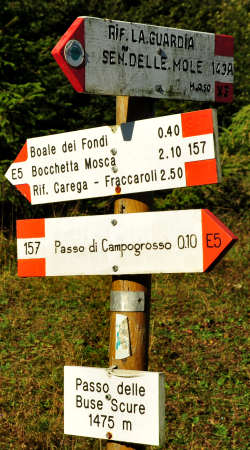 RIF. LA GUARDIA
SEN. DELLE MOLE 143A
E5 Boale dei Fondi 0.40
Bocchetta Mosca 2.10 157
Rif. Carega - Fraccaroli 2.50
157 Passo di Campogrosso 0.10 E5
Passo delle
Buse Scure
1475 m